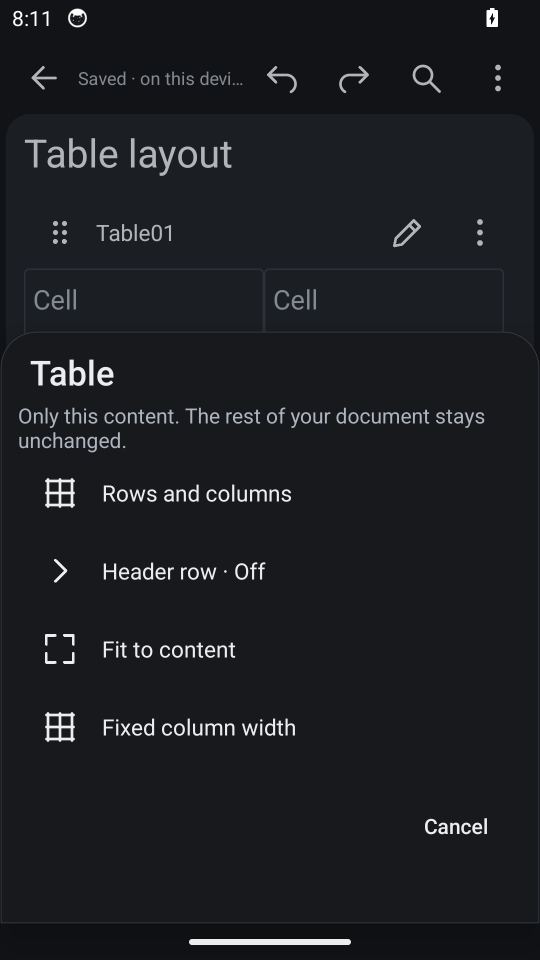 8:11
Saved · on this devi…
Table layout
Table01
Cell Cell
Table
Only this content. The rest of your document stays
unchanged.
Rows and columns
Header row · Off
Fit to content
Fixed column width
Cancel